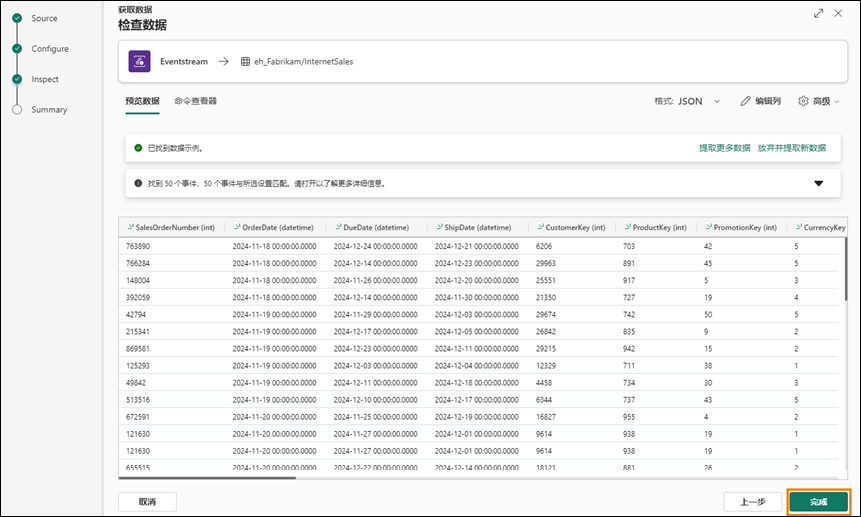 Source
Configure
Inspect
Summary
获取数据
检查数据
Eventstream → eh_Fabrikam/InternetSales
预览数据 命令查看器 格式: JSON 编辑列 高级
已找到数据示例。 提取更多数据 放弃并提取新数据
找到 50 个事件、50 个事件与所选设置匹配。请打开以了解更多详细信息。
SalesOrderNumber (int) OrderDate (datetime) DueDate (datetime) ShipDate (datetime) CustomerKey (int) ProductKey (int) PromotionKey (int) CurrencyKey
763890 2024-11-18 00:00:00.0000 2024-12-24 00:00:00.0000 2024-12-21 00:00:00.0000 6206 703 42 5
766284 2024-11-18 00:00:00.0000 2024-12-14 00:00:00.0000 2024-12-23 00:00:00.0000 29963 891 45 5
148004 2024-11-18 00:00:00.0000 2024-11-26 00:00:00.0000 2024-12-20 00:00:00.0000 25551 917 5 3
392059 2024-11-18 00:00:00.0000 2024-12-14 00:00:00.0000 2024-11-30 00:00:00.0000 21350 727 19 4
42794 2024-11-19 00:00:00.0000 2024-11-29 00:00:00.0000 2024-12-03 00:00:00.0000 29674 742 50 5
215341 2024-11-19 00:00:00.0000 2024-12-17 00:00:00.0000 2024-12-05 00:00:00.0000 26842 835 9 2
869581 2024-11-19 00:00:00.0000 2024-12-23 00:00:00.0000 2024-12-11 00:00:00.0000 29215 942 15 2
125293 2024-11-19 00:00:00.0000 2024-12-03 00:00:00.0000 2024-12-04 00:00:00.0000 12329 711 38 1
49842 2024-11-19 00:00:00.0000 2024-12-11 00:00:00.0000 2024-12-18 00:00:00.0000 4458 734 30 3
513516 2024-11-19 00:00:00.0000 2024-12-16 00:00:00.0000 2024-12-17 00:00:00.0000 6344 737 43 5
672591 2024-11-20 00:00:00.0000 2024-11-25 00:00:00.0000 2024-12-19 00:00:00.0000 16827 955 4 2
121630 2024-11-20 00:00:00.0000 2024-11-27 00:00:00.0000 2024-12-01 00:00:00.0000 9614 938 19 1
121630 2024-11-20 00:00:00.0000 2024-11-27 00:00:00.0000 2024-12-01 00:00:00.0000 9614 938 19 1
655515 2024-11-20 00:00:00.0000 2024-12-22 00:00:00.0000 2024-12-14 00:00:00.0000 18121 881 26 2
取消 上一步 完成